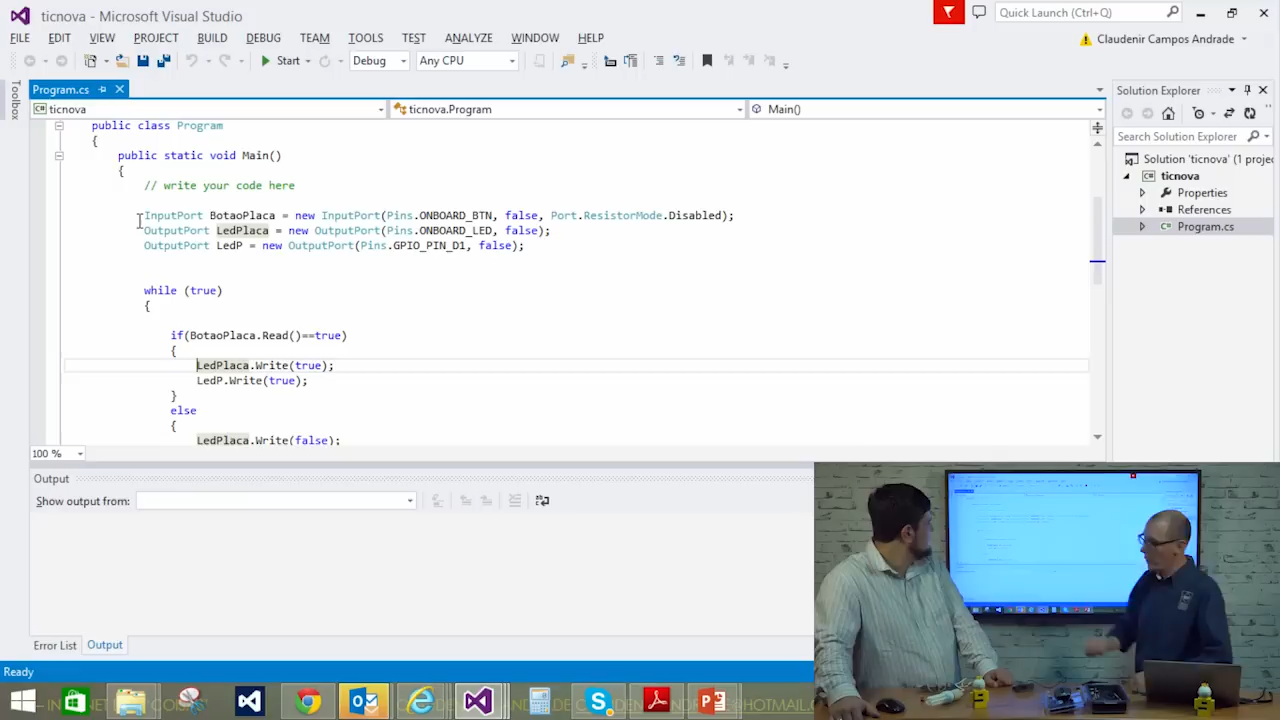 ticnova - Microsoft Visual Studio
Quick Launch (Ctrl+Q)
FILE EDIT VIEW PROJECT BUILD DEBUG TEAM TOOLS TEST ANALYZE WINDOW HELP
Claudenir Campos Andrade
Start Debug Any CPU
Toolbox
Program.cs
ticnova ticnova.Program Main()
public class Program
{
public static void Main()
{
// write your code here
InputPort BotaoPlaca = new InputPort(Pins.ONBOARD_BTN, false, Port.ResistorMode.Disabled);
OutputPort LedPlaca = new OutputPort(Pins.ONBOARD_LED, false);
OutputPort LedP = new OutputPort(Pins.GPIO_PIN_D1, false);
while (true)
{
if(BotaoPlaca.Read()==true)
{
LedPlaca.Write(true);
LedP.Write(true);
}
else
{
LedPlaca.Write(false);
100 %
Solution Explorer
Search Solution Explorer
Solution 'ticnova' (1 projec
ticnova
Properties
References
Program.cs
Output
Show output from:
Error List Output
Ready